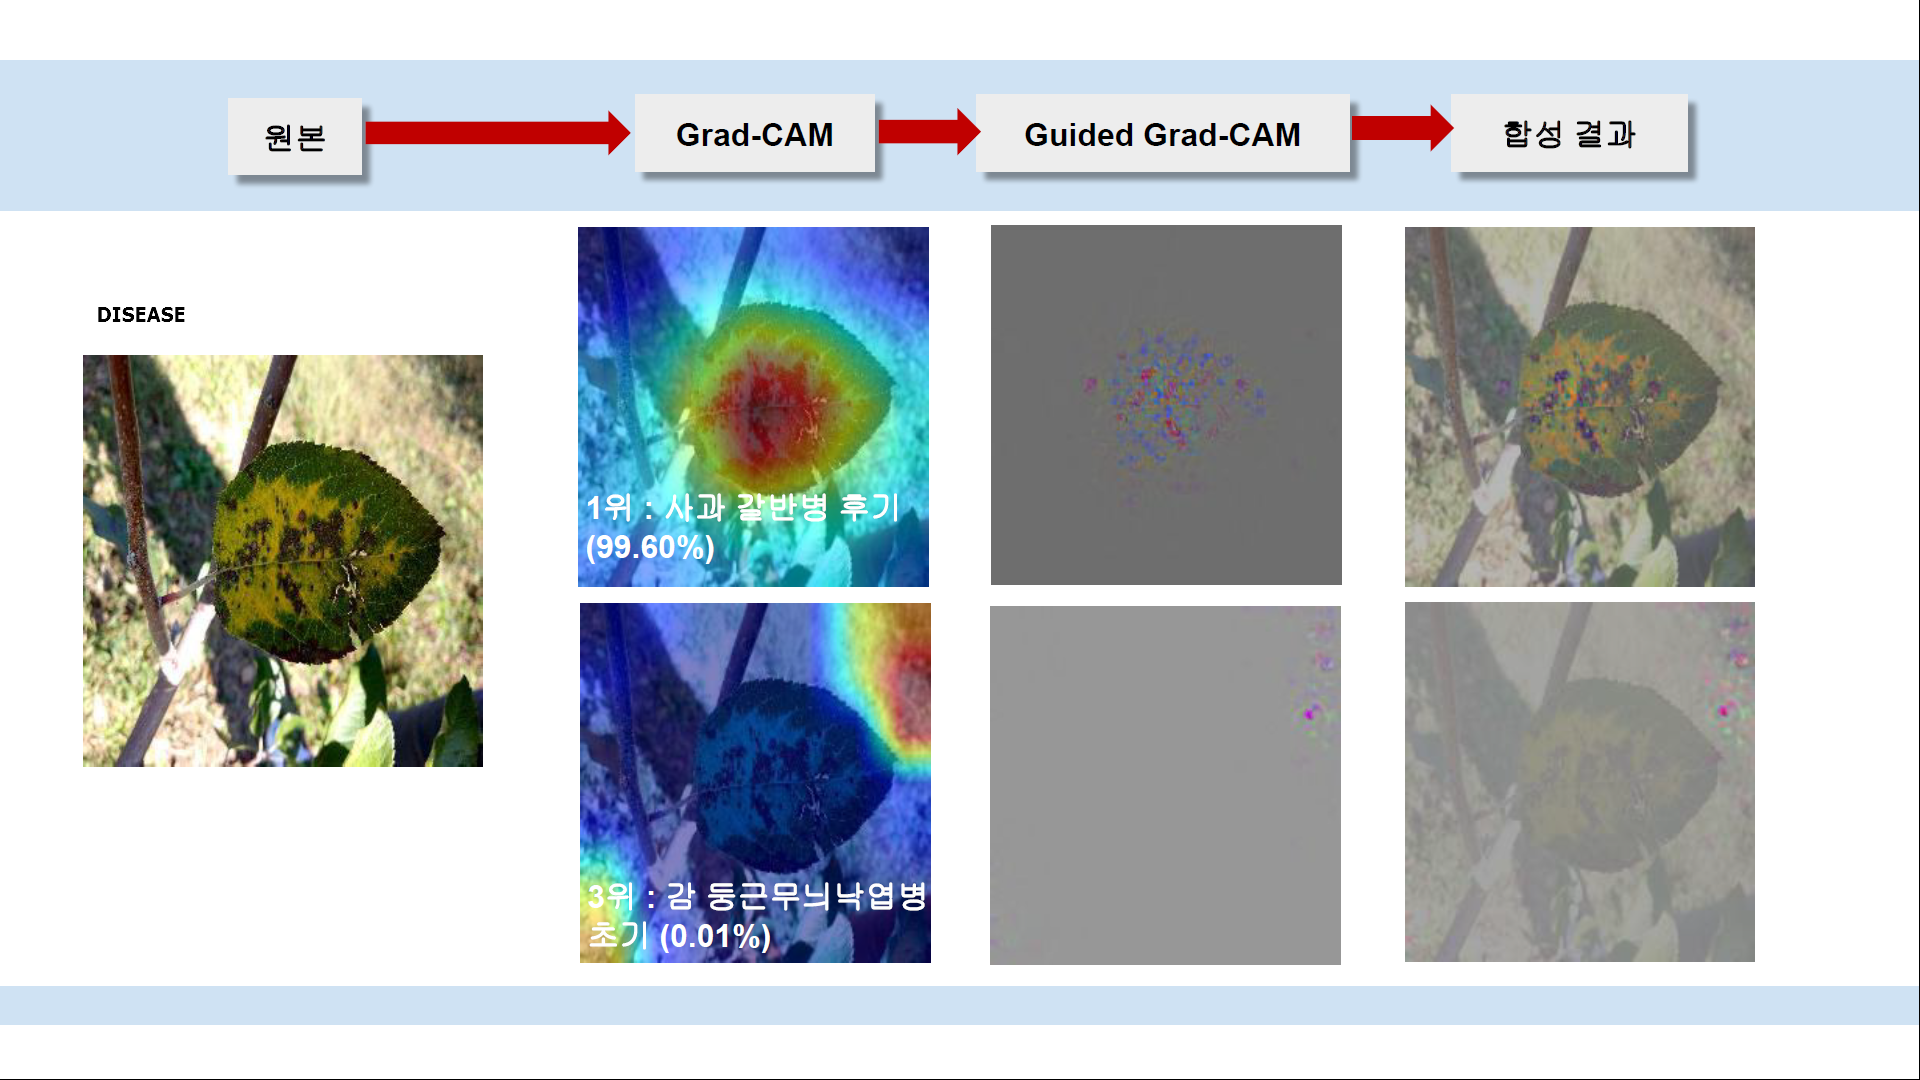 원본
Grad-CAM
Guided Grad-CAM
합성 결과
DISEASE
1위 : 사과 갈반병 후기
(99.60%)
3위 : 감 둥근무늬낙엽병
초기 (0.01%)